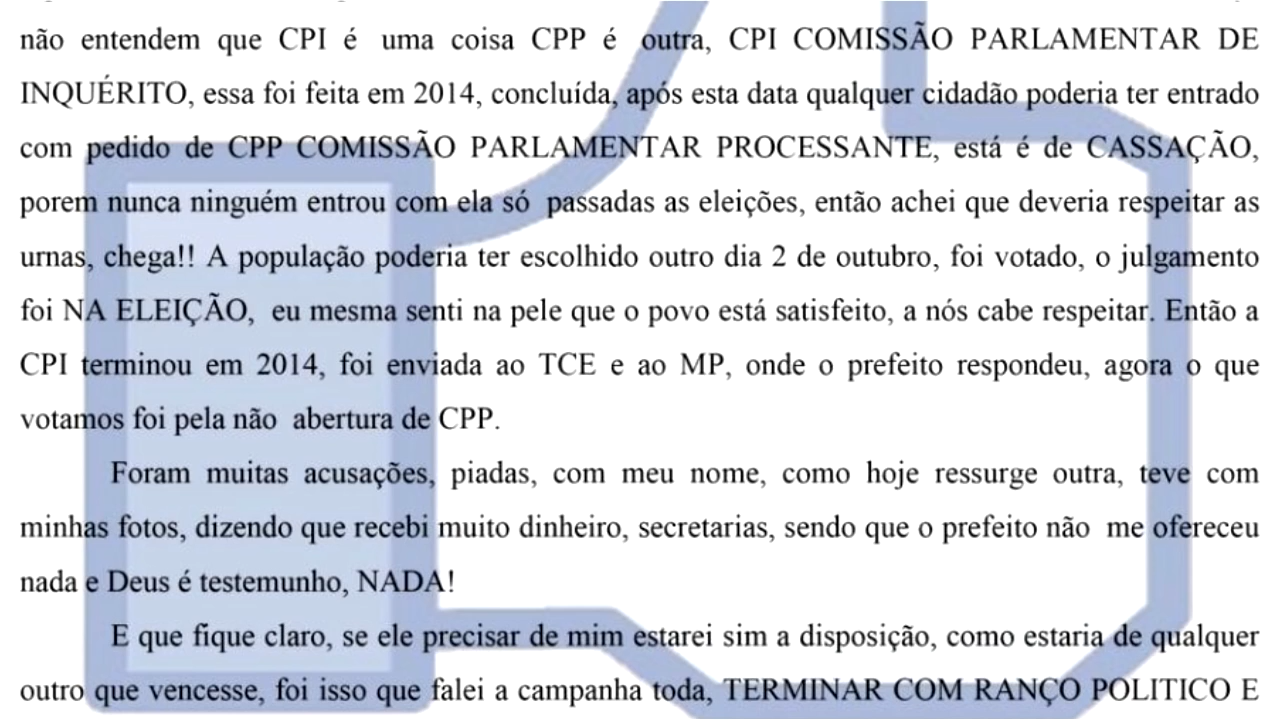 não entendem que CPI é uma coisa CPP é outra, CPI COMISSÃO PARLAMENTAR DE
INQUÉRITO, essa foi feita em 2014, concluída, após esta data qualquer cidadão poderia ter entrado
com pedido de CPP COMISSÃO PARLAMENTAR PROCESSANTE, está é de CASSAÇÃO,
porem nunca ninguém entrou com ela só passadas as eleições, então achei que deveria respeitar as
urnas, chega!! A população poderia ter escolhido outro dia 2 de outubro, foi votado, o julgamento
foi NA ELEIÇÃO, eu mesma senti na pele que o povo está satisfeito, a nós cabe respeitar. Então a
CPI terminou em 2014, foi enviada ao TCE e ao MP, onde o prefeito respondeu, agora o que
votamos foi pela não abertura de CPP.
Foram muitas acusações, piadas, com meu nome, como hoje ressurge outra, teve com
minhas fotos, dizendo que recebi muito dinheiro, secretarias, sendo que o prefeito não me ofereceu
nada e Deus é testemunho, NADA!
E que fique claro, se ele precisar de mim estarei sim a disposição, como estaria de qualquer
outro que vencesse, foi isso que falei a campanha toda, TERMINAR COM RANÇO POLITICO E